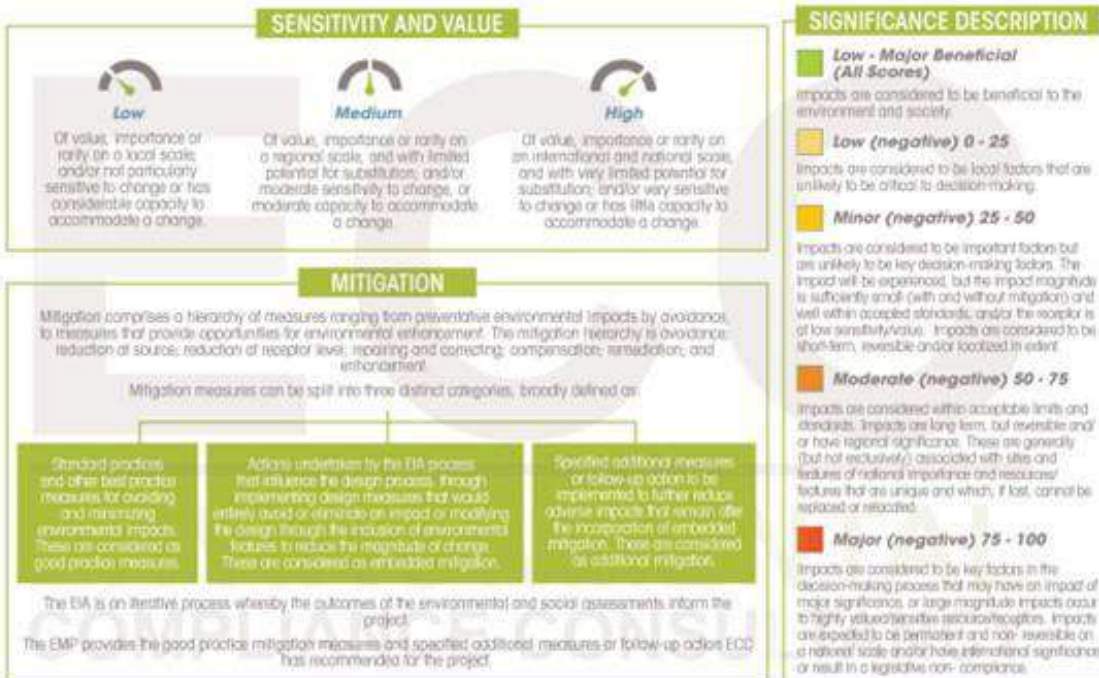 SENSITIVITY AND VALUE
Low
Of value, importance or
rarity on a local scale;
and/or not particularly
sensitive to change or has
considerable capacity to
accommodate a change.
Medium
Of value, importance or rarity on
a regional scale, and with limited
potential for substitution; and/or
moderate sensitivity to change, or
moderate capacity to accommodate
a change.
High
Of value, importance or rarity on
an international and national scale,
and with very limited potential for
substitution; and/or very sensitive
to change or has little capacity to
accommodate a change.
MITIGATION
Mitigation comprises a hierarchy of measures ranging from preventative environmental impacts by avoidance,
to measures that provide opportunities for environmental enhancement. The mitigation hierarchy is avoidance;
reduction at source; reduction at receptor level; repairing and correcting; compensation; remediation; and
enhancement.
Mitigation measures can be split into three distinct categories, broadly defined as:
Standard practices
and other best practice
measures for avoiding
and minimizing
environmental impacts.
These are considered as
good practice measures.
Actions undertaken by the EIA process
that influence the design process, through
implementing design measures that would
entirely avoid or eliminate an impact or modifying
the design through the inclusion of environmental
features to reduce the magnitude of change.
These are considered as embedded mitigation.
Specified additional measures
or follow-up action to be
implemented to further reduce
adverse impacts that remain after
the incorporation of embedded
mitigation. These are considered
as additional mitigation.
The EIA is an iterative process whereby the outcomes of the environmental and social assessments inform the
project.
The EMP provides the good practice mitigation measures and specified additional measures or follow-up action ECC
has recommended for the project.
SIGNIFICANCE DESCRIPTION
Low - Major Beneficial
(All Scores)
Impacts are considered to be beneficial to the
environment and society.
Low (negative) 0 - 25
Impacts are considered to be local factors that are
unlikely to be critical to decision-making.
Minor (negative) 25 - 50
Impacts are considered to be important factors but
are unlikely to be key decision-making factors. The
impact will be experienced, but the impact magnitude
is sufficiently small (with and without mitigation) and
well within accepted standards, and/or the receptor is
of low sensitivity/value. Impacts are considered to be
short-term, reversible and/or localized in extent.
Moderate (negative) 50 - 75
Impacts are considered within acceptable limits and
standards. Impacts are long-term, but reversible and/
or have regional significance. These are generally
(but not exclusively) associated with sites and
features of national importance and resources/
features that are unique and which, if lost, cannot be
replaced or relocated.
Major (negative) 75 - 100
Impacts are considered to be key factors in the
decision-making process that may have an impact of
major significance, or large magnitude impacts occur
to highly valued/sensitive resource/receptors. Impacts
are expected to be permanent and non- reversible on
a national scale and/or have international significance
or result in a legislative non- compliance.
ECC
COMPLIANCE CONSUL